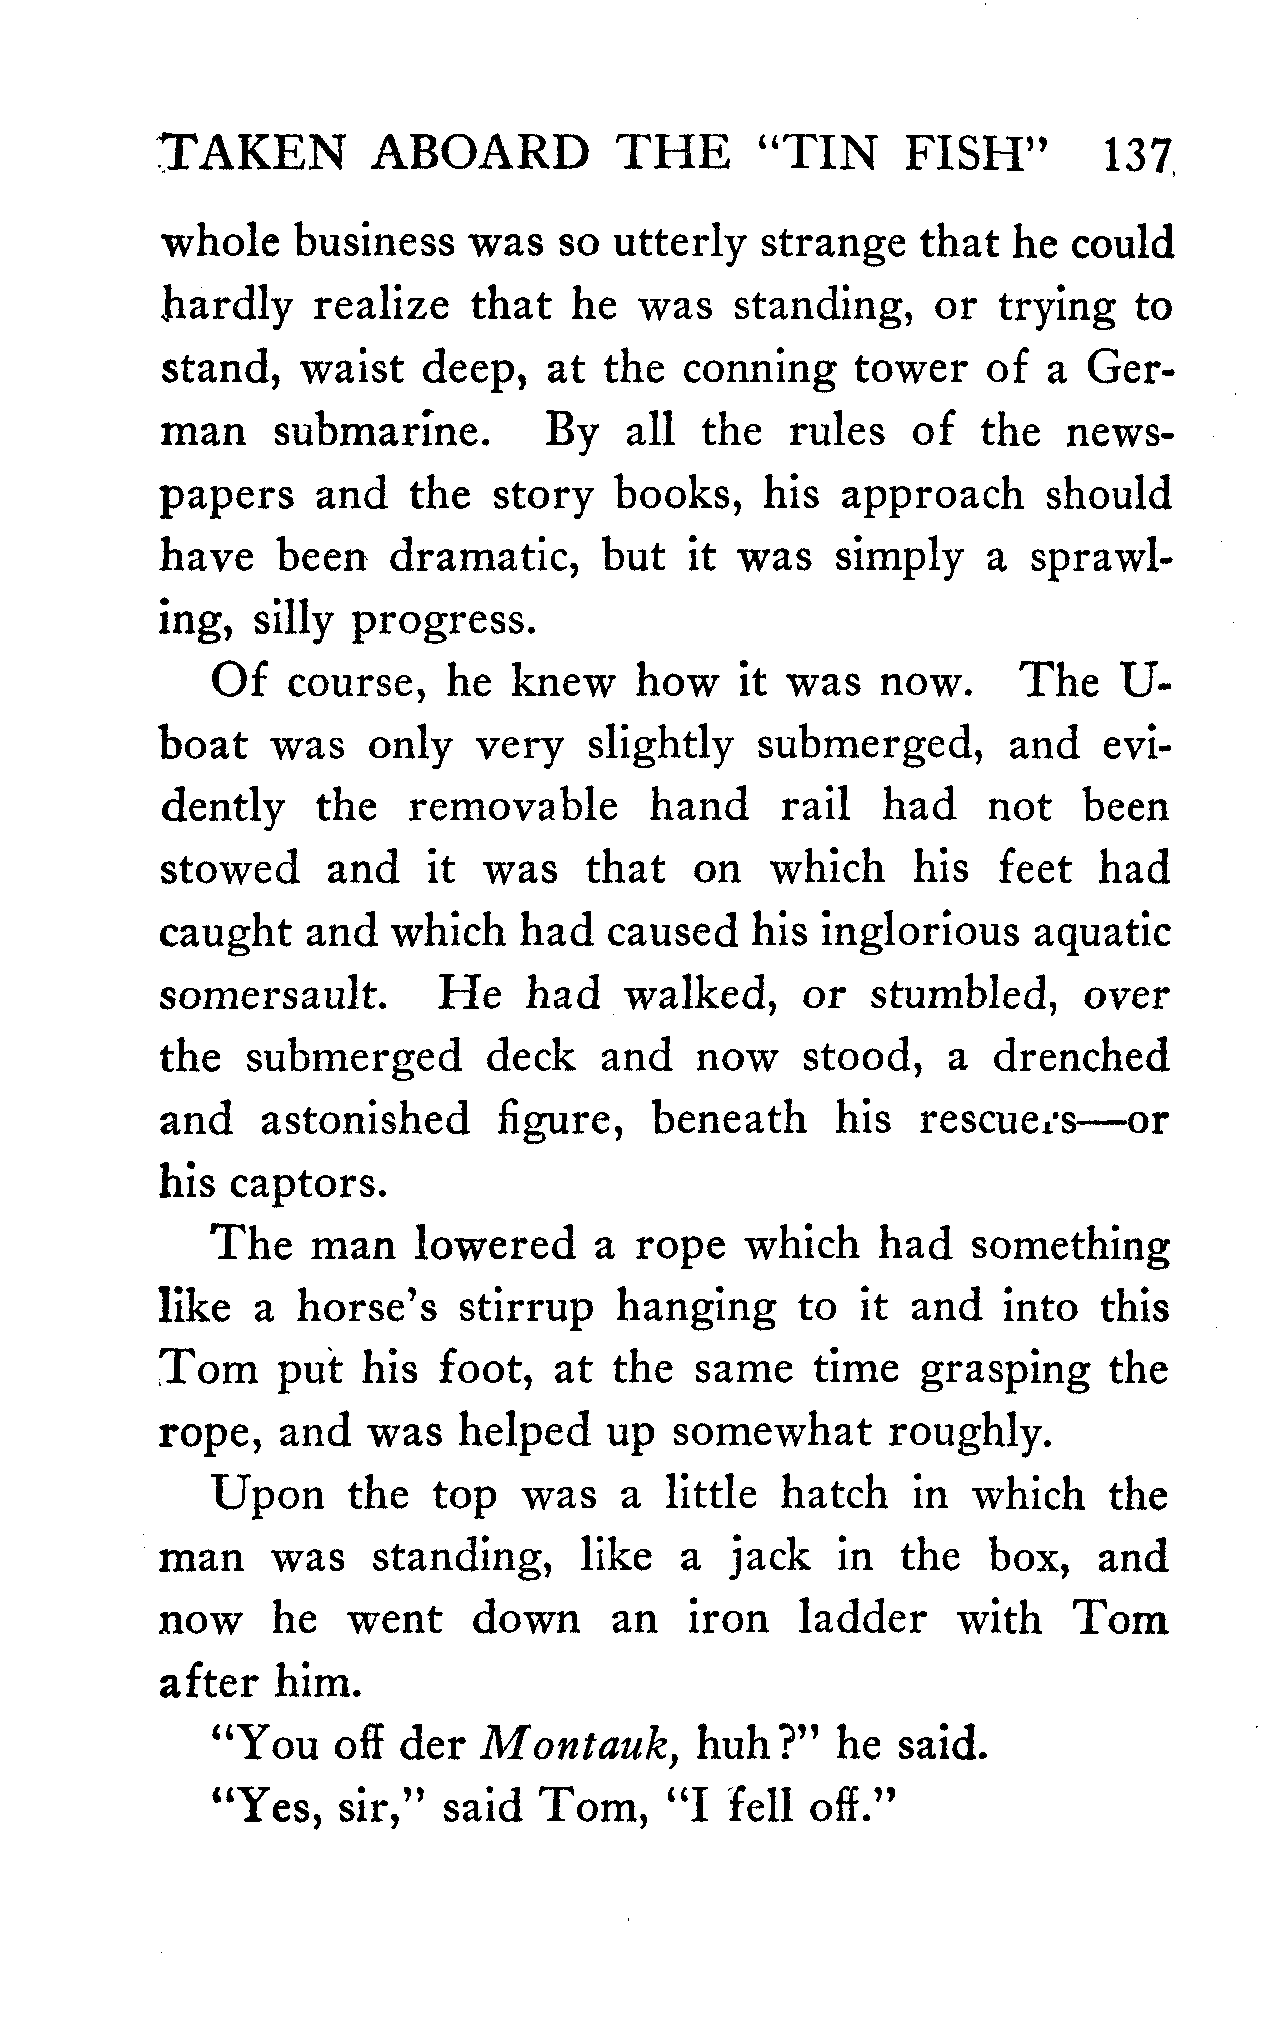 TAKEN ABOARD THE “TIN FISH” 137
whole business was so utterly strange that he could
hardly realize that he was standing, or trying to
stand, waist deep, at the conning tower of a Ger-
man submarine. By all the rules of the news-
papers and the story books, his approach should
have been dramatic, but it was simply a sprawl-
ing, silly progress.
Of course, he knew how it was now. The U-
boat was only very slightly submerged, and evi-
dently the removable hand rail had not been
stowed and it was that on which his feet had
caught and which had caused his inglorious aquatic
somersault. He had walked, or stumbled, over
the submerged deck and now stood, a drenched
and astonished figure, beneath his rescuers—or
his captors.
The man lowered a rope which had something
like a horse’s stirrup hanging to it and into this
Tom put his foot, at the same time grasping the
rope, and was helped up somewhat roughly.
Upon the top was a little hatch in which the
man was standing, like a jack in the box, and
now he went down an iron ladder with Tom
after him.
“You off der Montauk, huh?” he said.
“Yes, sir,” said Tom, “I fell off.”